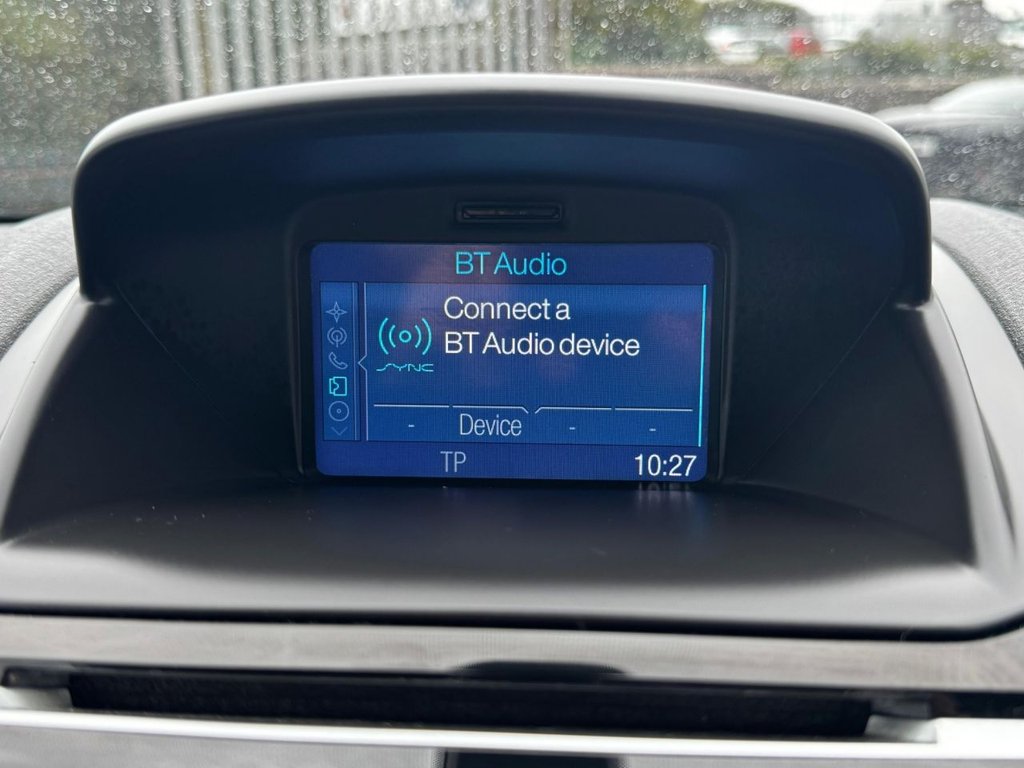 BT Audio
Connect a
BT Audio device
SYNC
- Device - -
TP 10:27